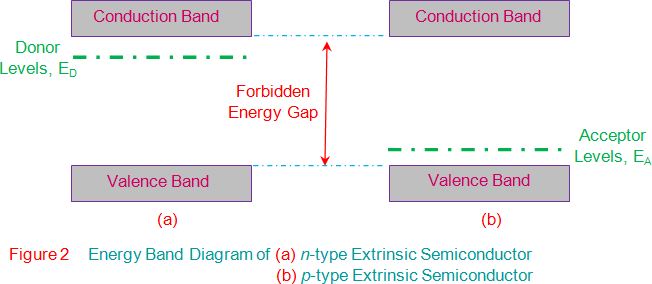 Conduction Band
Conduction Band
Donor
Levels, ED
Forbidden
Energy Gap
Acceptor
Levels, EA
Valence Band
Valence Band
(a)
(b)
Figure 2 Energy Band Diagram of (a) n-type Extrinsic Semiconductor
(b) p-type Extrinsic Semiconductor